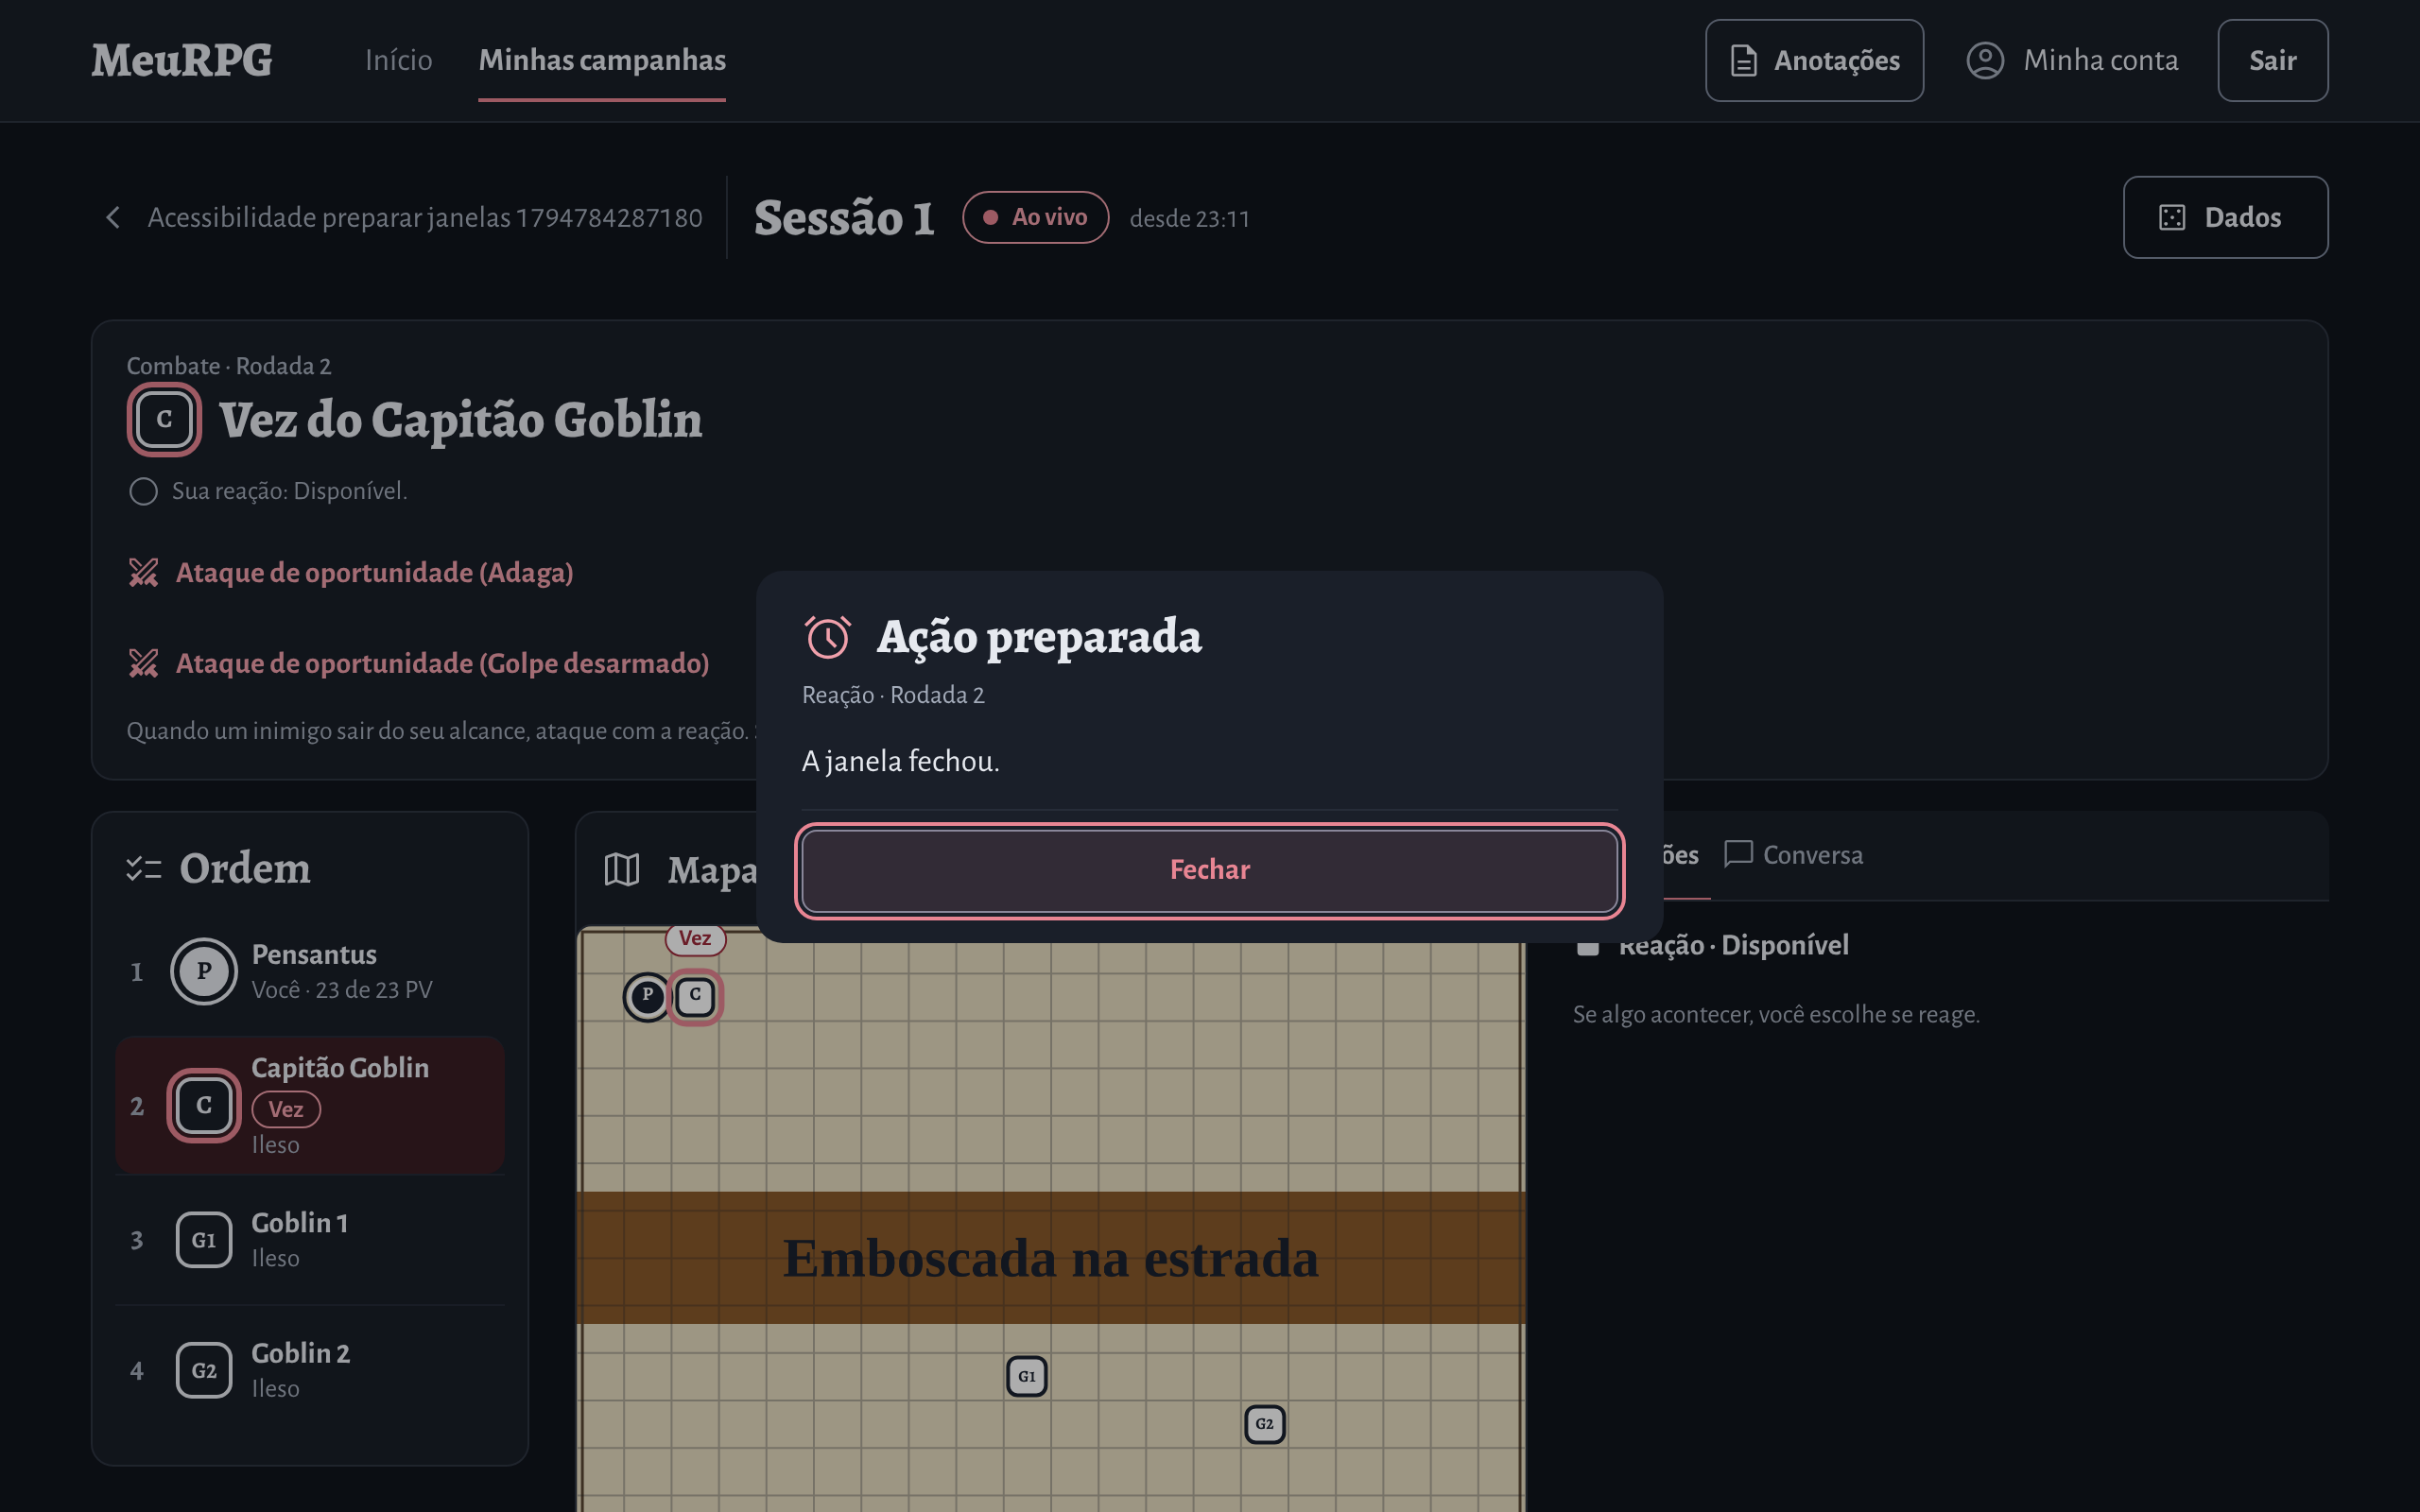 MeuRPG
Início
Minhas campanhas
Anotações
Minha conta
Sair
Acessibilidade preparar janelas 1794784287180
Sessão 1
Ao vivo
desde 23:11
Dados
Combate · Rodada 2
C
Vez do Capitão Goblin
Sua reação: Disponível.
Ataque de oportunidade (Adaga)
Ataque de oportunidade (Golpe desarmado)
Quando um inimigo sair do seu alcance, ataque com a reação.
Ação preparada
Reação · Rodada 2
A janela fechou.
Fechar
Ordem
1
P
Pensantus
Você · 23 de 23 PV
2
C
Capitão Goblin
Vez
Ileso
3
G1
Goblin 1
Ileso
4
G2
Goblin 2
Ileso
Mapa
Vez
P
C
Emboscada na estrada
G1
G2
ões
Conversa
Reação · Disponível
Se algo acontecer, você escolhe se reage.